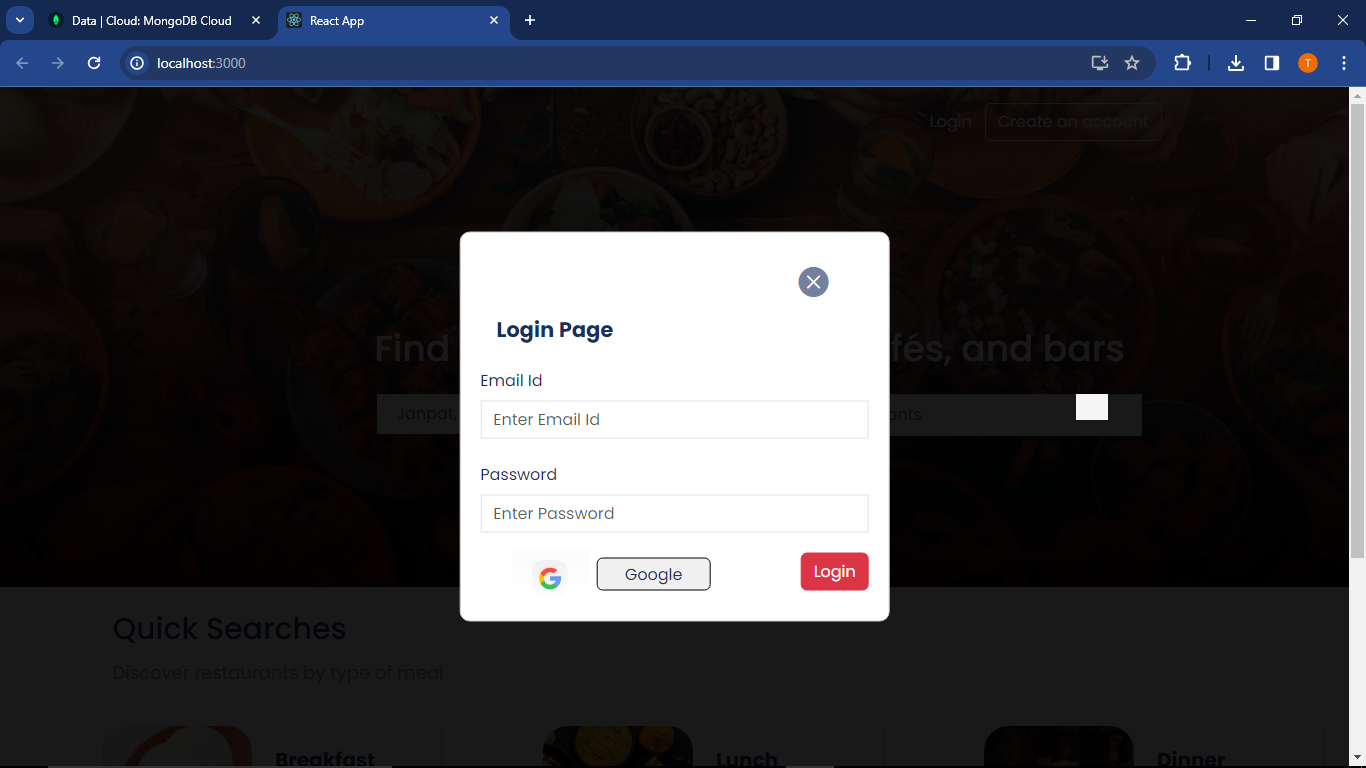 Data | Cloud: MongoDB Cloud
React App
localhost:3000
T
Login
Create an account
Login Page
Find
fés, and bars
Email Id
Janpat,
Enter Email Id
ants
Password
Enter Password
G
Google
Login
Quick Searches
Discover restaurants by type of meal
Breakfast
Lunch
Dinner